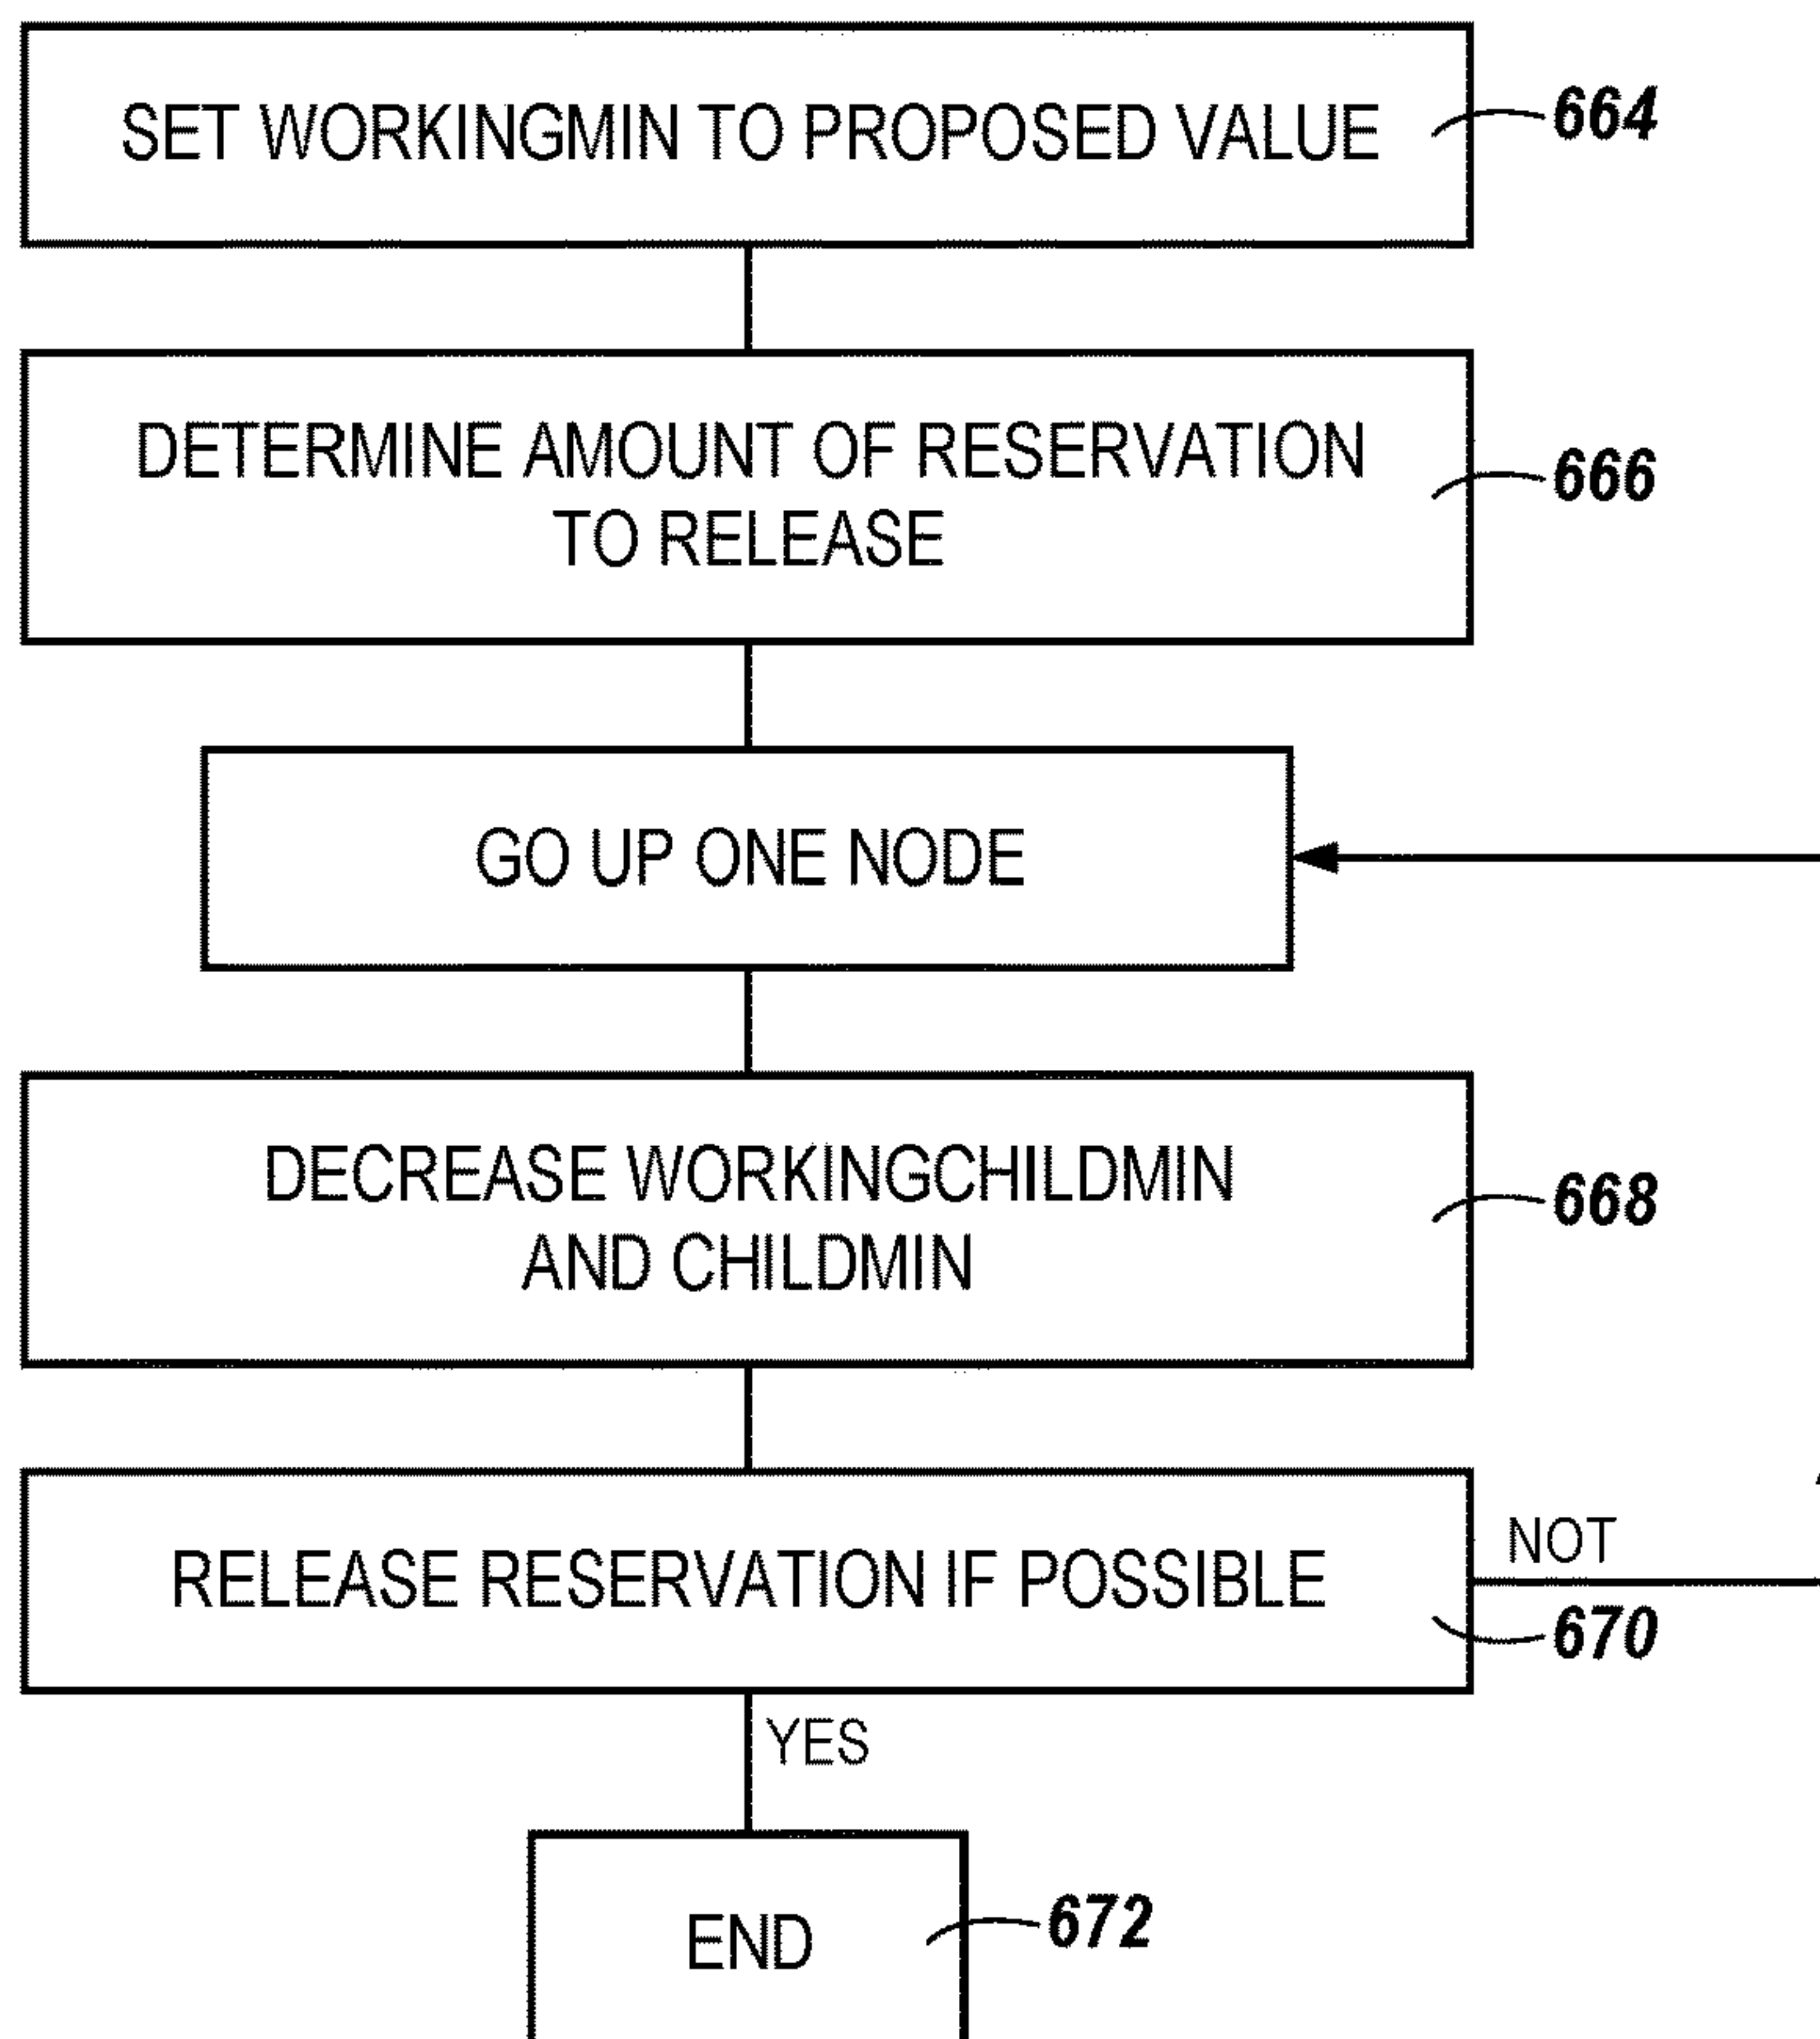 SET WORKINGMIN TO PROPOSED VALUE
664
DETERMINE AMOUNT OF RESERVATION
TO RELEASE
666
GO UP ONE NODE
DECREASE WORKINGCHILDMIN
AND CHILDMIN
668
RELEASE RESERVATION IF POSSIBLE
NOT
670
YES
END
672